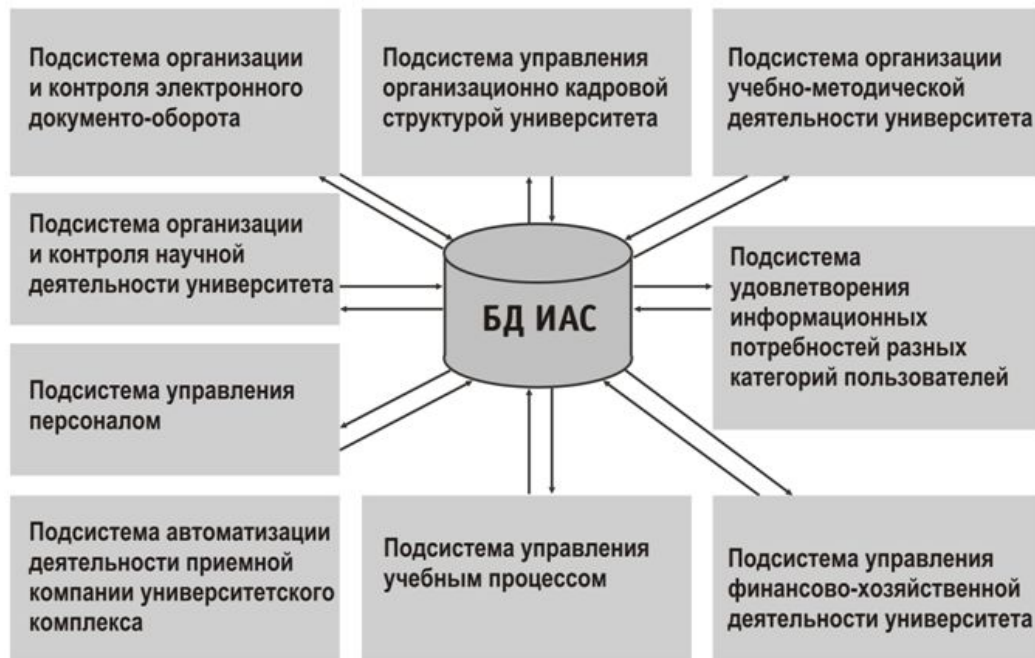 Подсистема организации
и контроля электронного
документо-оборота
Подсистема управления
организационно кадровой
структурой университета
Подсистема организации
учебно-методической
деятельности университета
Подсистема организации
и контроля научной
деятельности университета
БД ИАС
Подсистема
удовлетворения
информационных
потребностей разных
категорий пользователей
Подсистема управления
персоналом
Подсистема автоматизации
деятельности приемной
компании университетского
комплекса
Подсистема управления
учебным процессом
Подсистема управления
финансово-хозяйственной
деятельности университета